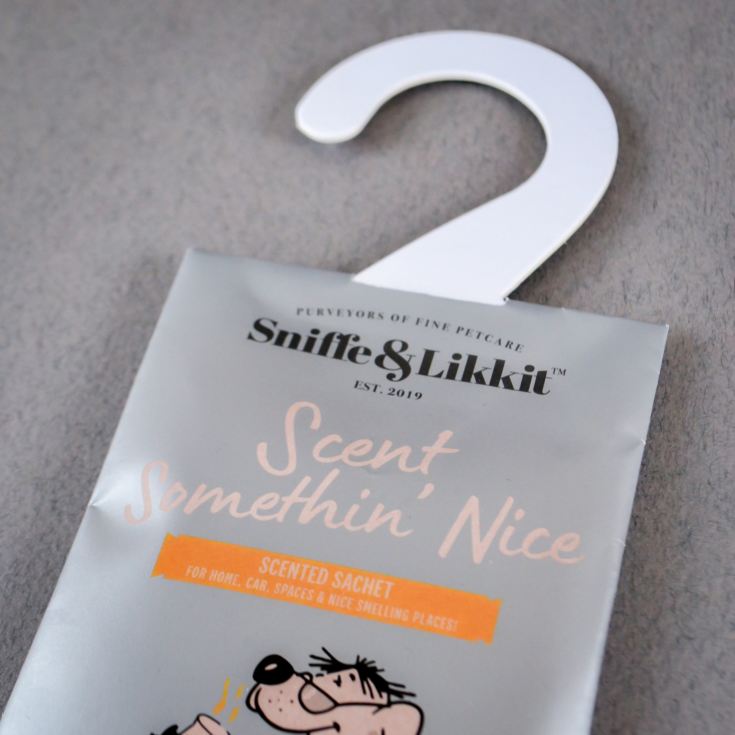 PURVEYORS OF FINE PETCARE
Sniffe & Likkit™
EST. 2019
Scent
Somethin' Nice
SCENTED SACHET
FOR HOME, CAR, SPACES & NICE SMELLING PLACES!